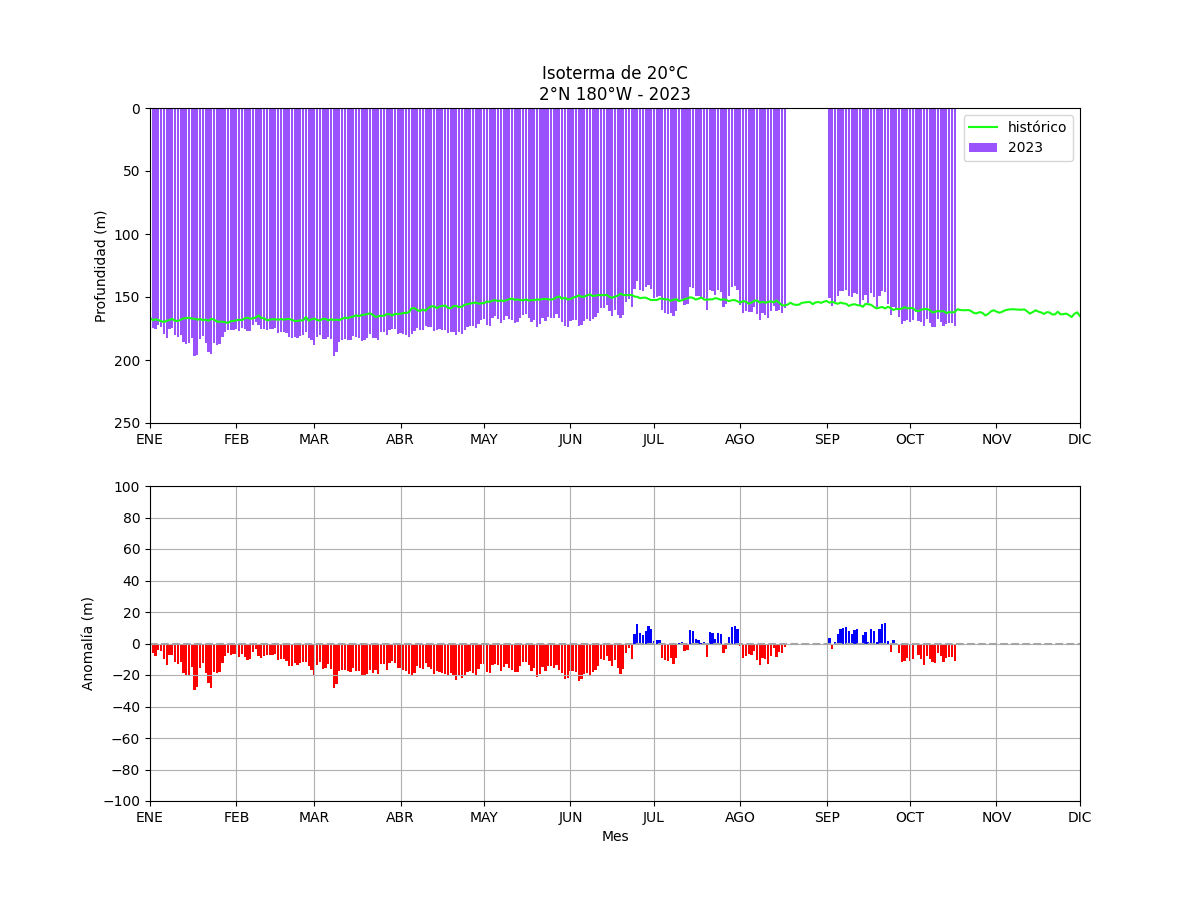 Isoterma de 20°C
2°N 180°W - 2023
histórico
2023
Profundidad (m)
0
50
100
150
200
250
ENE FEB MAR ABR MAY JUN JUL AGO SEP OCT NOV DIC
Anomalía (m)
100
80
60
40
20
0
−20
−40
−60
−80
−100
ENE FEB MAR ABR MAY JUN JUL AGO SEP OCT NOV DIC
Mes